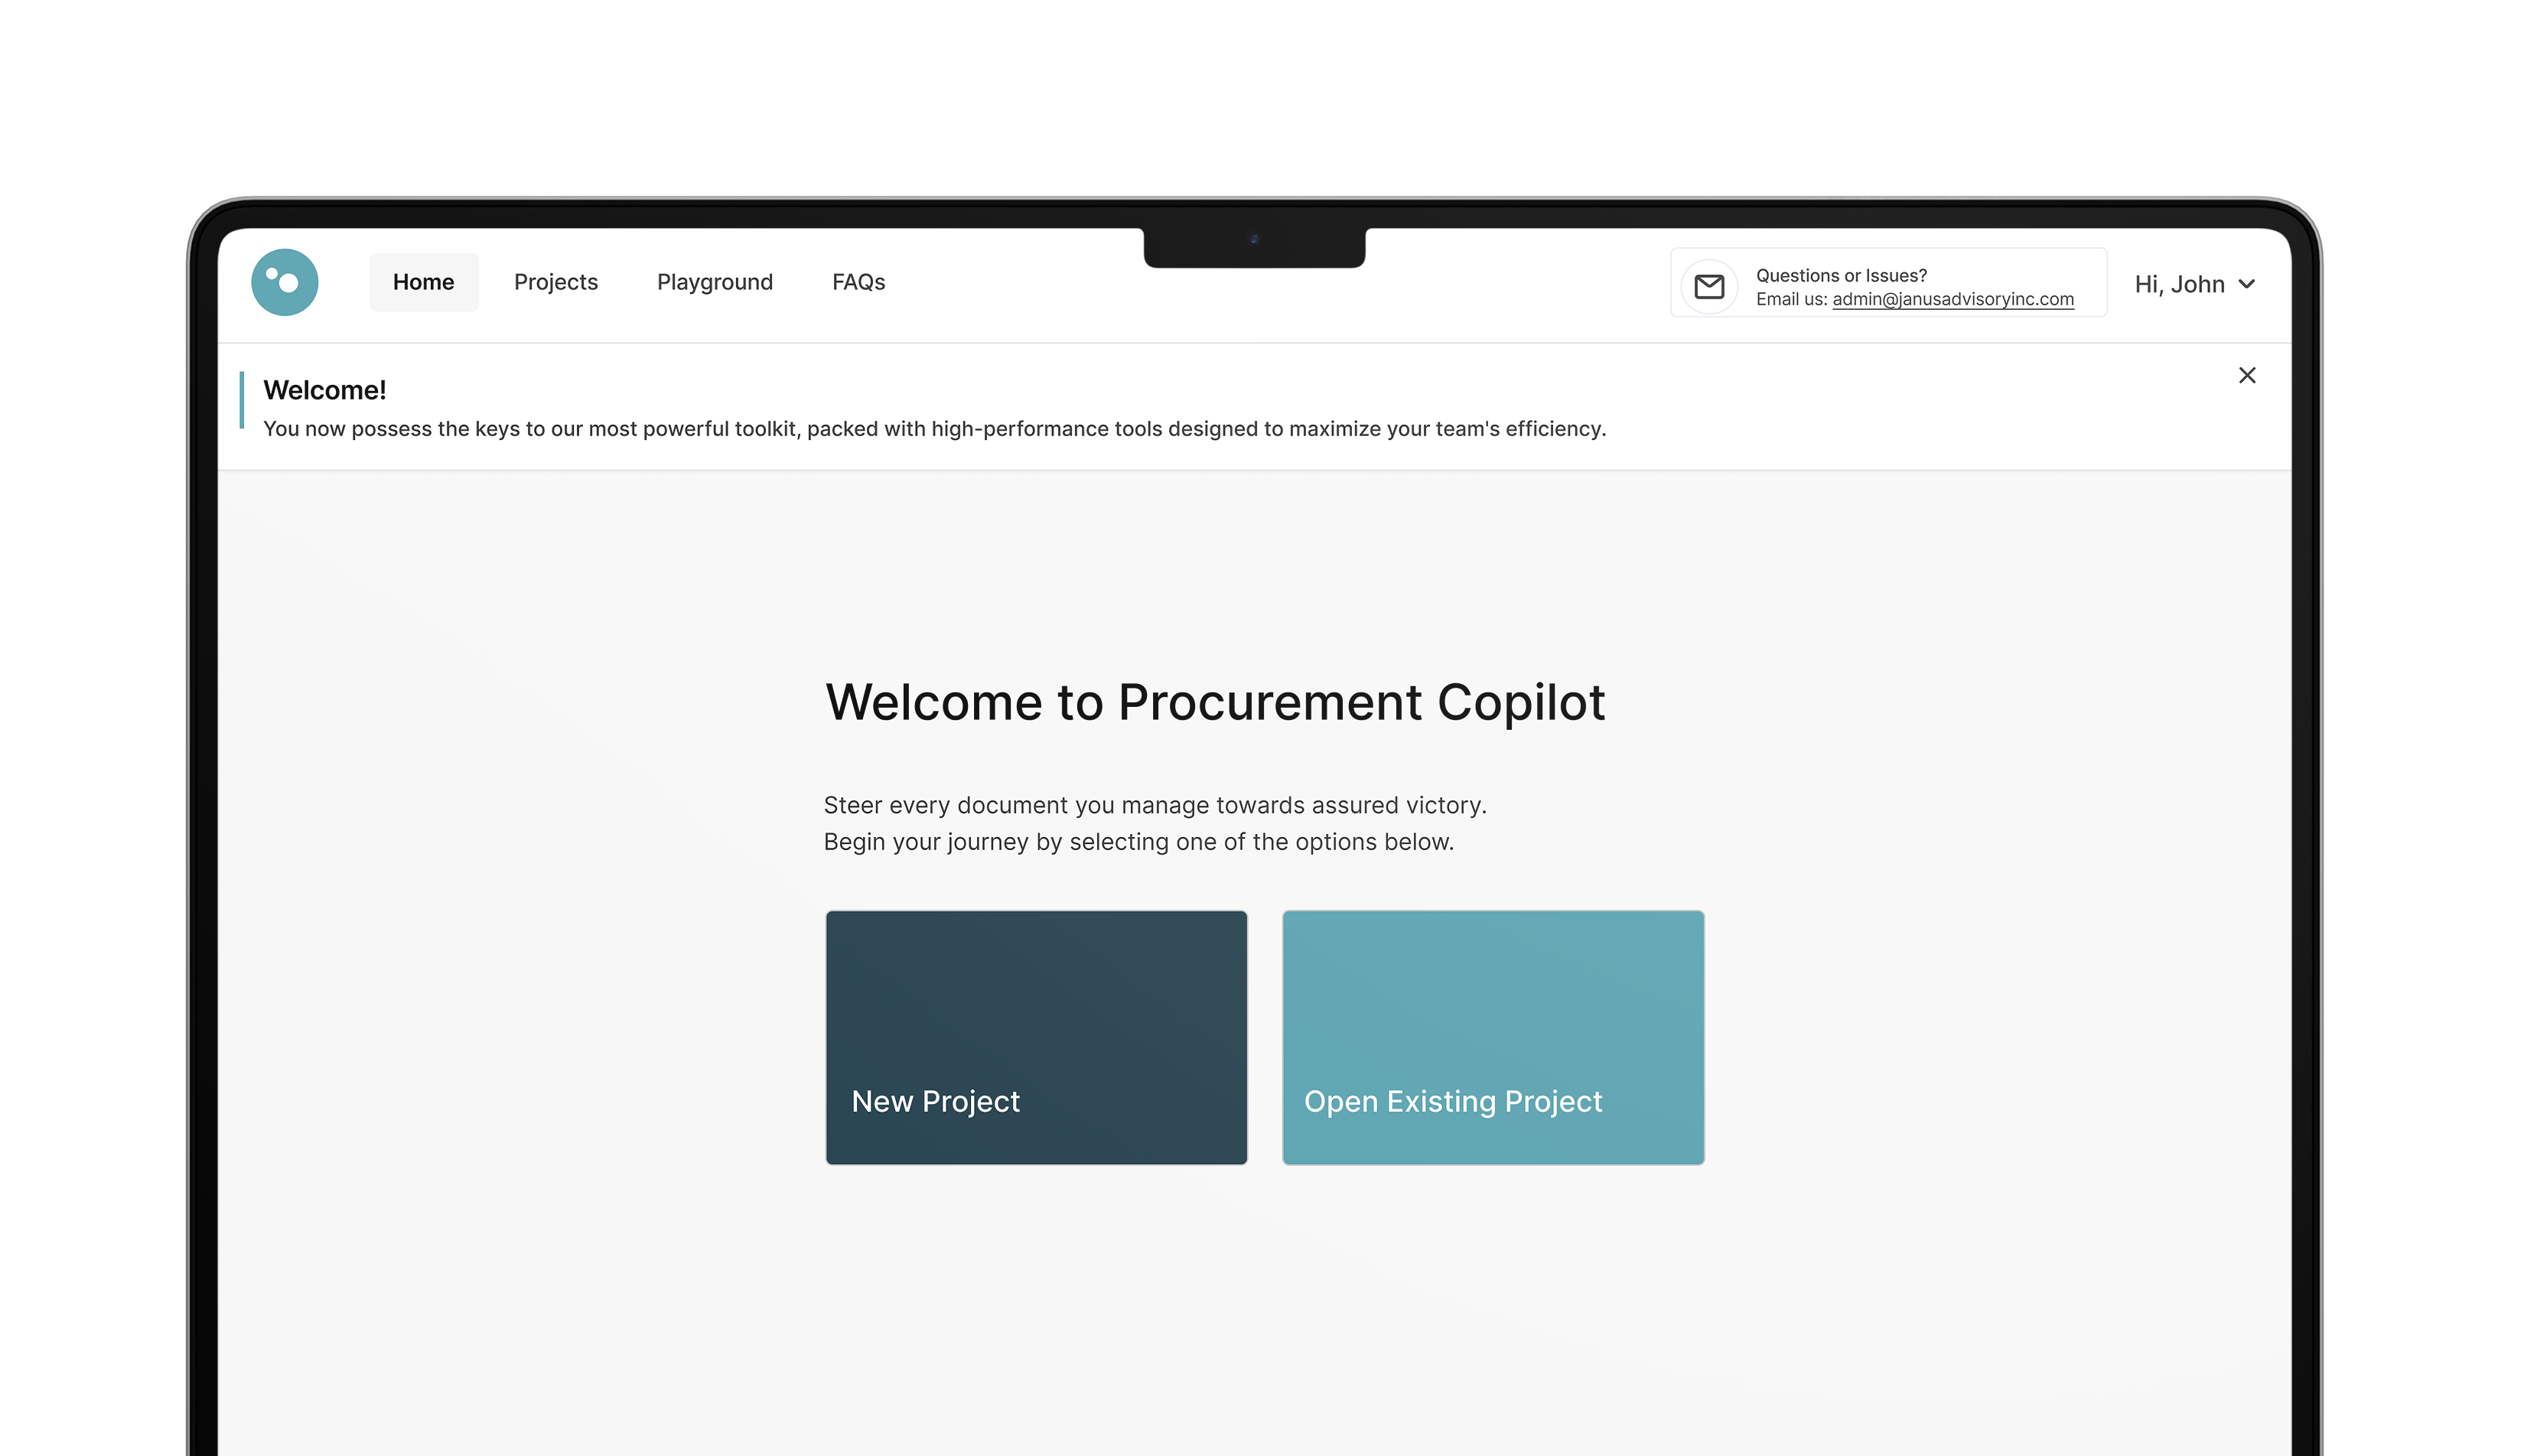 Home
Projects
Playground
FAQs
Questions or Issues?
Email us: admin@janusadvisoryinc.com
Hi, John
Welcome!
You now possess the keys to our most powerful toolkit, packed with high-performance tools designed to maximize your team's efficiency.
Welcome to Procurement Copilot
Steer every document you manage towards assured victory.
Begin your journey by selecting one of the options below.
New Project
Open Existing Project